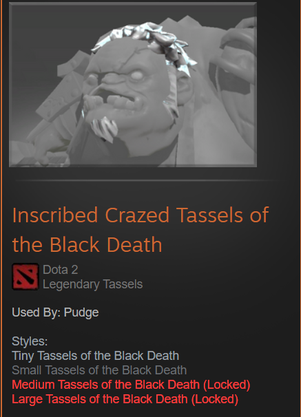 Inscribed Crazed Tassels of
the Black Death
Dota 2
Legendary Tassels
Used By: Pudge
Styles:
Tiny Tassels of the Black Death
Small Tassels of the Black Death
Medium Tassels of the Black Death (Locked)
Large Tassels of the Black Death (Locked)